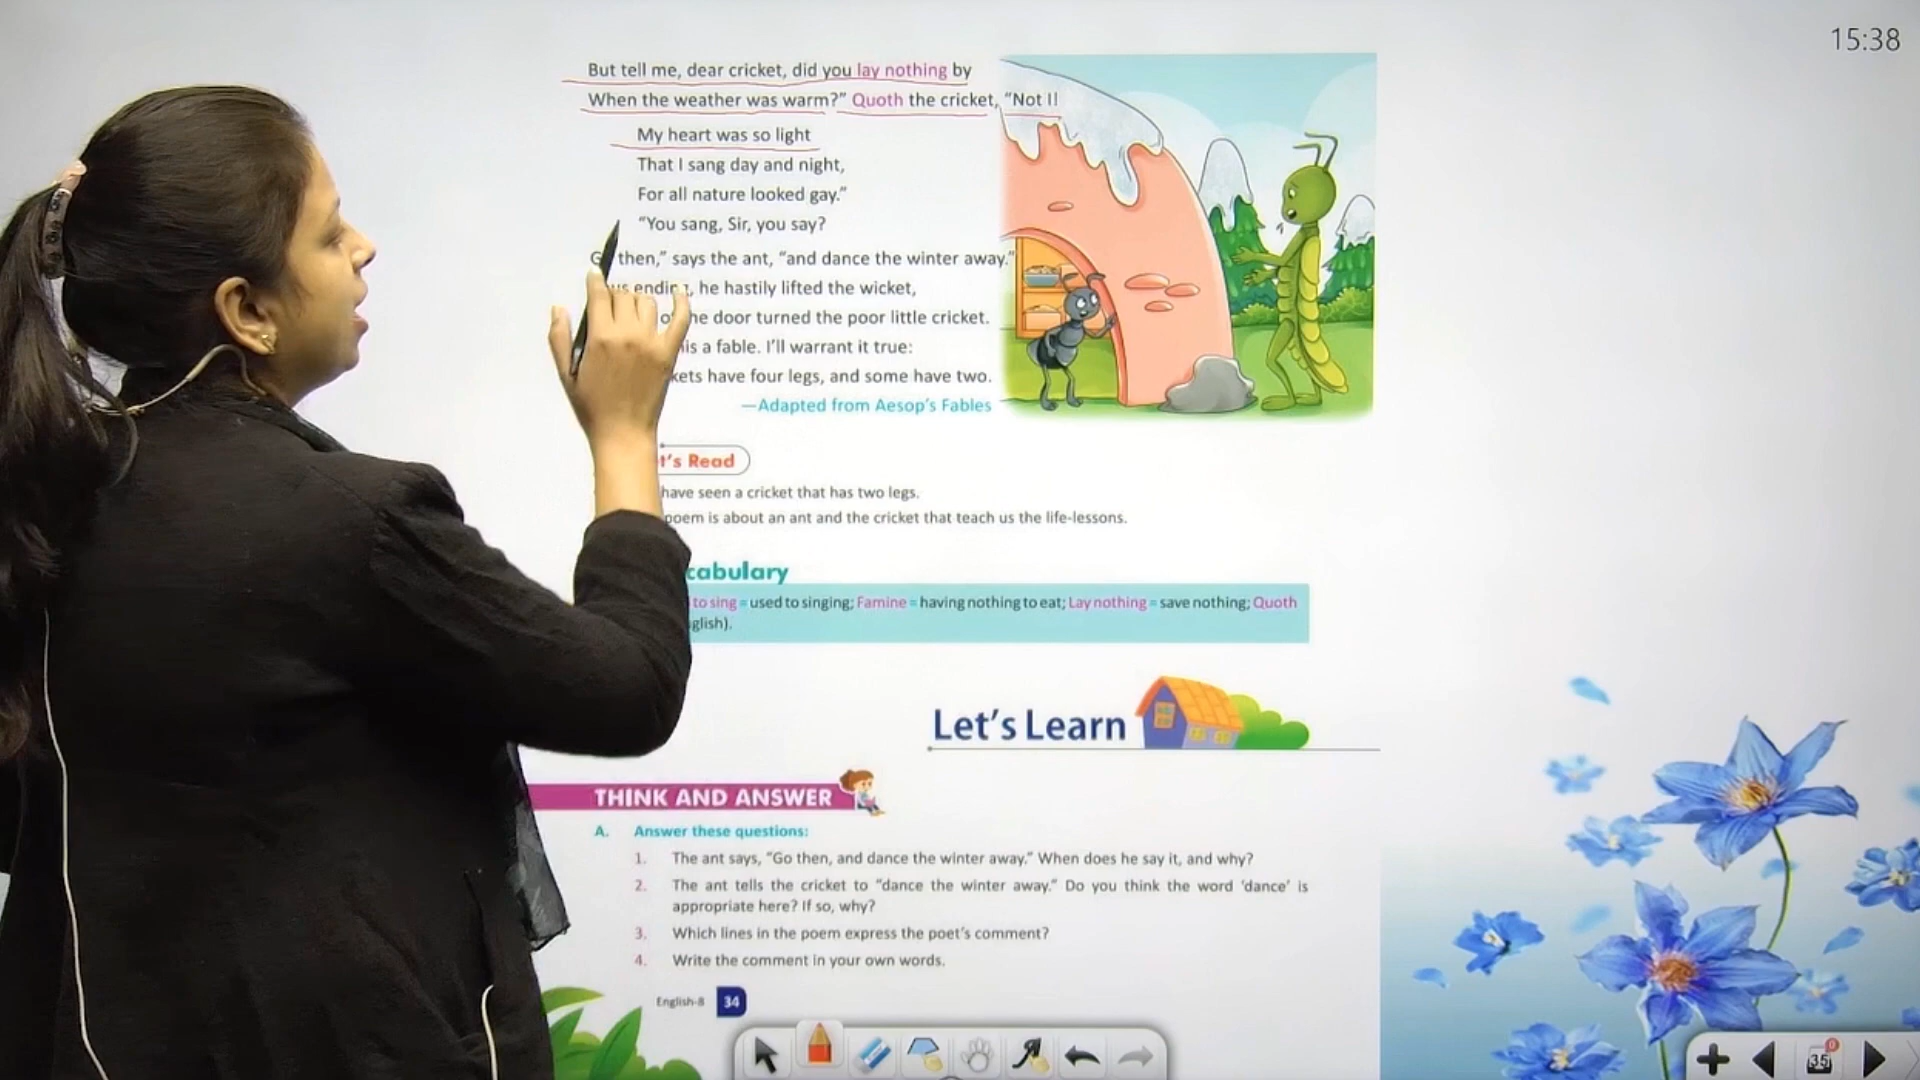 15:38
But tell me, dear cricket, did you lay nothing by
When the weather was warm?" Quoth the cricket, "Not I!
My heart was so light
That I sang day and night,
For all nature looked gay."
"You sang, Sir, you say?
then," says the ant, "and dance the winter away."
ending, he hastily lifted the wicket,
door turned the poor little cricket.
is a fable. I'll warrant it true:
have four legs, and some have two.
—Adapted from Aesop's Fables
Read
have seen a cricket that has two legs.
poem is about an ant and the cricket that teach us the life-lessons.
to sing = used to singing; Famine = having nothing to eat; Lay nothing = save nothing; Quoth
Let's Learn
THINK AND ANSWER
A. Answer these questions:
1. The ant says, "Go then, and dance the winter away." When does he say it, and why?
2. The ant tells the cricket to "dance the winter away." Do you think the word 'dance' is
appropriate here? If so, why?
3. Which lines in the poem express the poet's comment?
4. Write the comment in your own words.
English-8 34
35
0